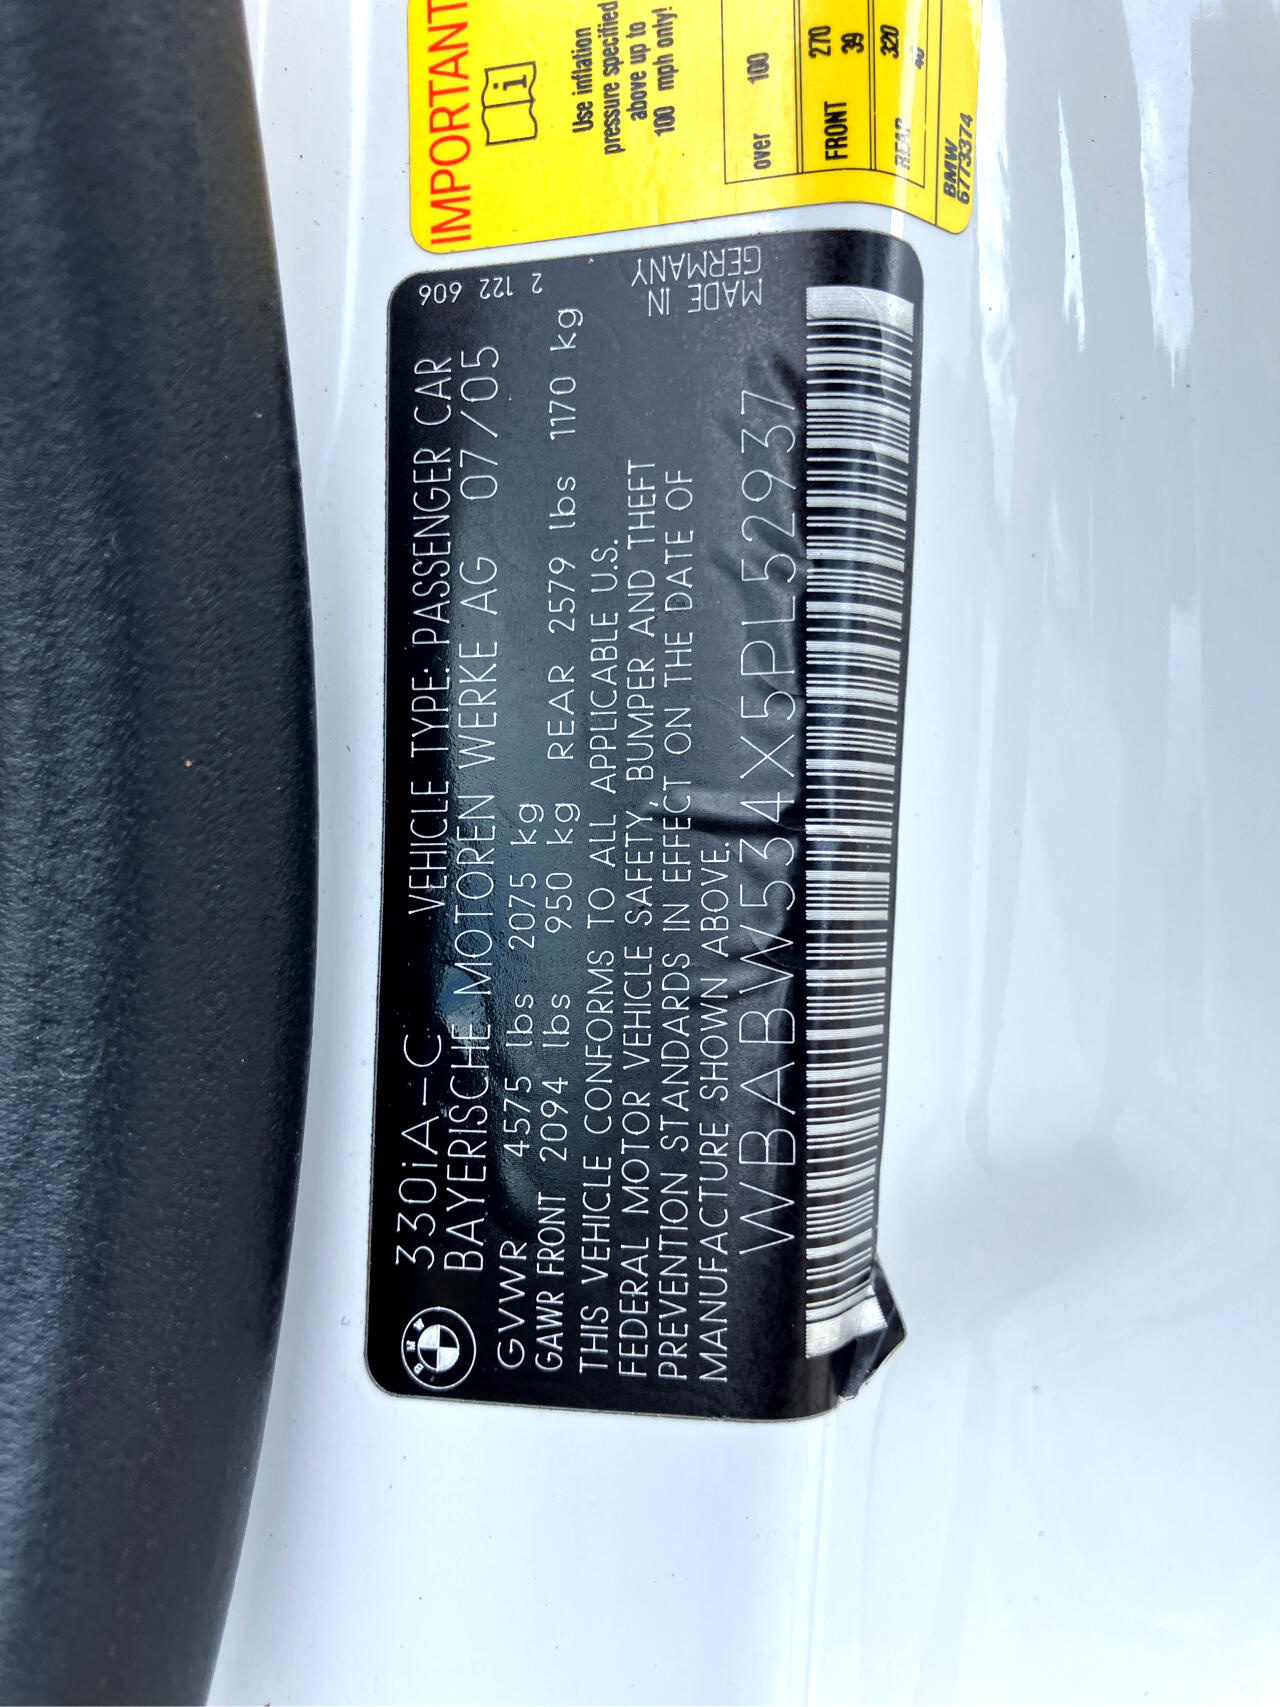 BMW
330iA-C VEHICLE TYPE: PASSENGER CAR
BAYERISCHE MOTOREN WERKE AG 07/05
GVWR 4575 lbs 2075 kg
GAWR FRONT 2094 lbs 950 kg REAR 2579 lbs 1170 kg
THIS VEHICLE CONFORMS TO ALL APPLICABLE U.S.
FEDERAL MOTOR VEHICLE SAFETY, BUMPER AND THEFT
PREVENTION STANDARDS IN EFFECT ON THE DATE OF
MANUFACTURE SHOWN ABOVE.
WBABW534X5PL52937
2 122 606
MADE IN
GERMANY
IMPORTANT
i
Use inflation
pressure specified
above up to
100 mph only!
over 100
FRONT 270
39
REAR 320
46
BMW
6773374